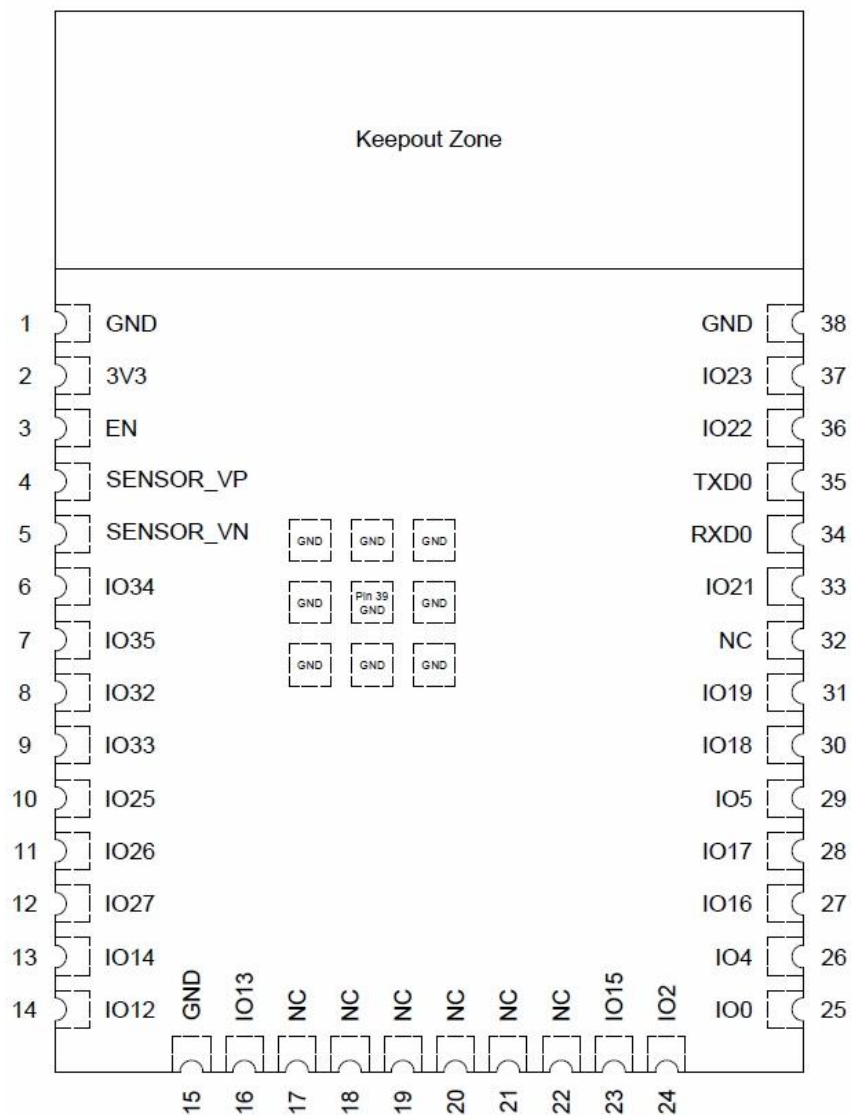 Keepout Zone
1 GND GND 38
2 3V3 IO23 37
3 EN IO22 36
4 SENSOR_VP TXD0 35
5 SENSOR_VN RXD0 34
GND GND GND
6 IO34 IO21 33
GND Pin 39 GND GND
7 IO35 NC 32
GND GND GND
8 IO32 IO19 31
9 IO33 IO18 30
10 IO25 IO5 29
11 IO26 IO17 28
12 IO27 IO16 27
13 IO14 IO4 26
14 IO12 IO0 25
GND IO13 NC NC NC NC NC NC IO15 IO2
15 16 17 18 19 20 21 22 23 24